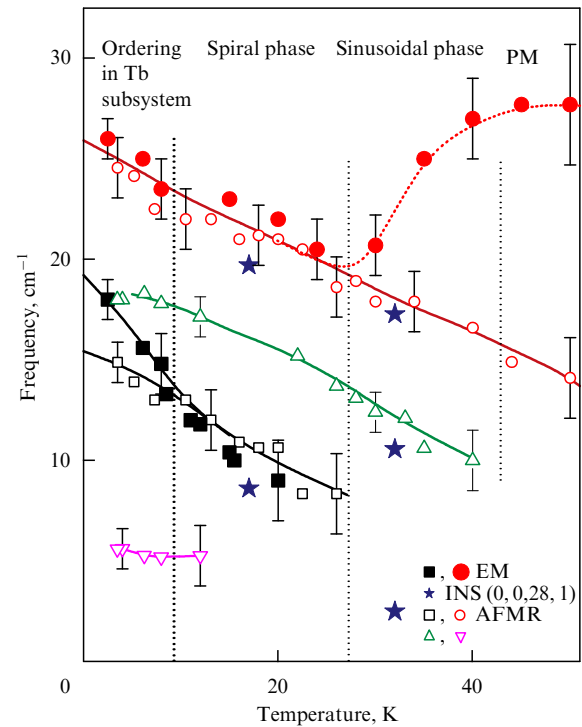 30
20
10
0
20
40
Frequency, cm−1
Temperature, K
Ordering
in Tb
subsystem
Spiral phase
Sinusoidal phase
PM
, EM
INS (0, 0,28, 1)
, AFMR
,